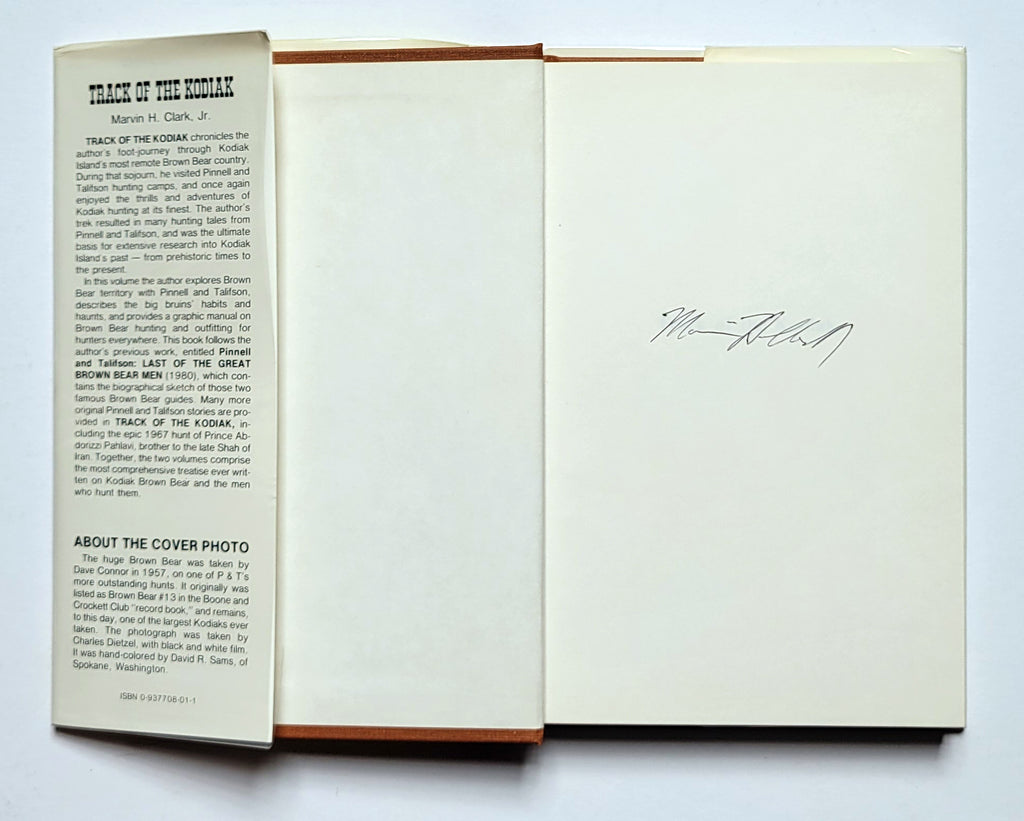 TRACK OF THE KODIAK
Marvin H. Clark, Jr.
TRACK OF THE KODIAK chronicles the
author's foot-journey through Kodiak
Island's most remote Brown Bear country.
During that sojourn, he visited Pinnell and
Talifson hunting camps, and once again
enjoyed the thrills and adventures of
Kodiak hunting at its finest. The author's
trek resulted in many hunting tales from
Pinnell and Talifson, and was the ultimate
basis for extensive research into Kodiak
Island's past — from prehistoric times to
the present.
In this volume the author explores Brown
Bear territory with Pinnell and Talifson,
describes the big bruins' habits and
haunts, and provides a graphic manual on
Brown Bear hunting and outfitting for
hunters everywhere. This book follows the
author's previous work, entitled Pinnell
and Talifson: LAST OF THE GREAT
BROWN BEAR MEN (1980), which con-
tains the biographical sketch of those two
famous Brown Bear guides. Many more
original Pinnell and Talifson stories are pro-
vided in TRACK OF THE KODIAK, in-
cluding the epic 1967 hunt of Prince Ab-
dorizzi Pahlavi, brother to the late Shah of
Iran. Together, the two volumes comprise
the most comprehensive treatise ever writ-
ten on Kodiak Brown Bear and the men
who hunt them.
ABOUT THE COVER PHOTO
The huge Brown Bear was taken by
Dave Connor in 1957, on one of P & T's
more outstanding hunts. It originally was
listed as Brown Bear #13 in the Boone and
Crockett Club "record book," and remains,
to this day, one of the largest Kodiaks ever
taken. The photograph was taken by
Charles Dietzel, with black and white film.
It was hand-colored by David R. Sams, of
Spokane, Washington.
ISBN 0-937708-01-1
Marvin H Clark Jr